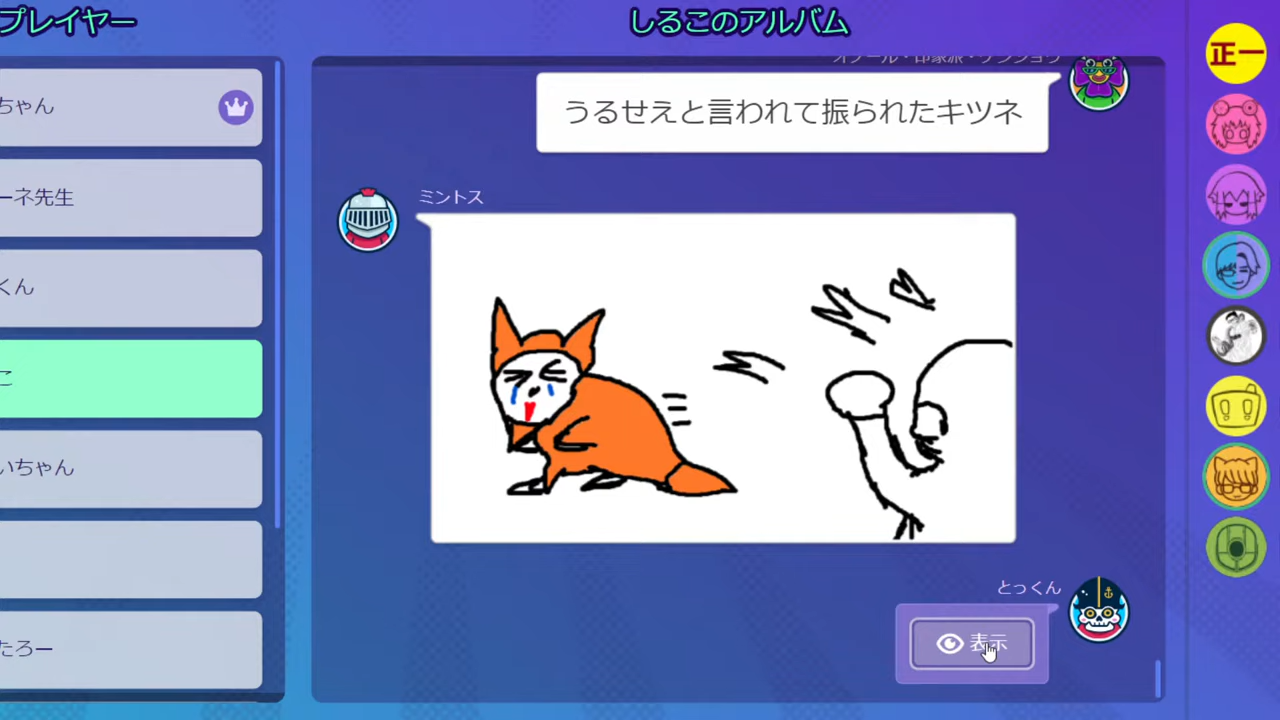 プレイヤー
しるこのアルバム
正一
ちゃん
うるせえと言われて振られたキツネ
ーネ先生
ミントス
くん
こ
いちゃん
とっくん
表示
たろー